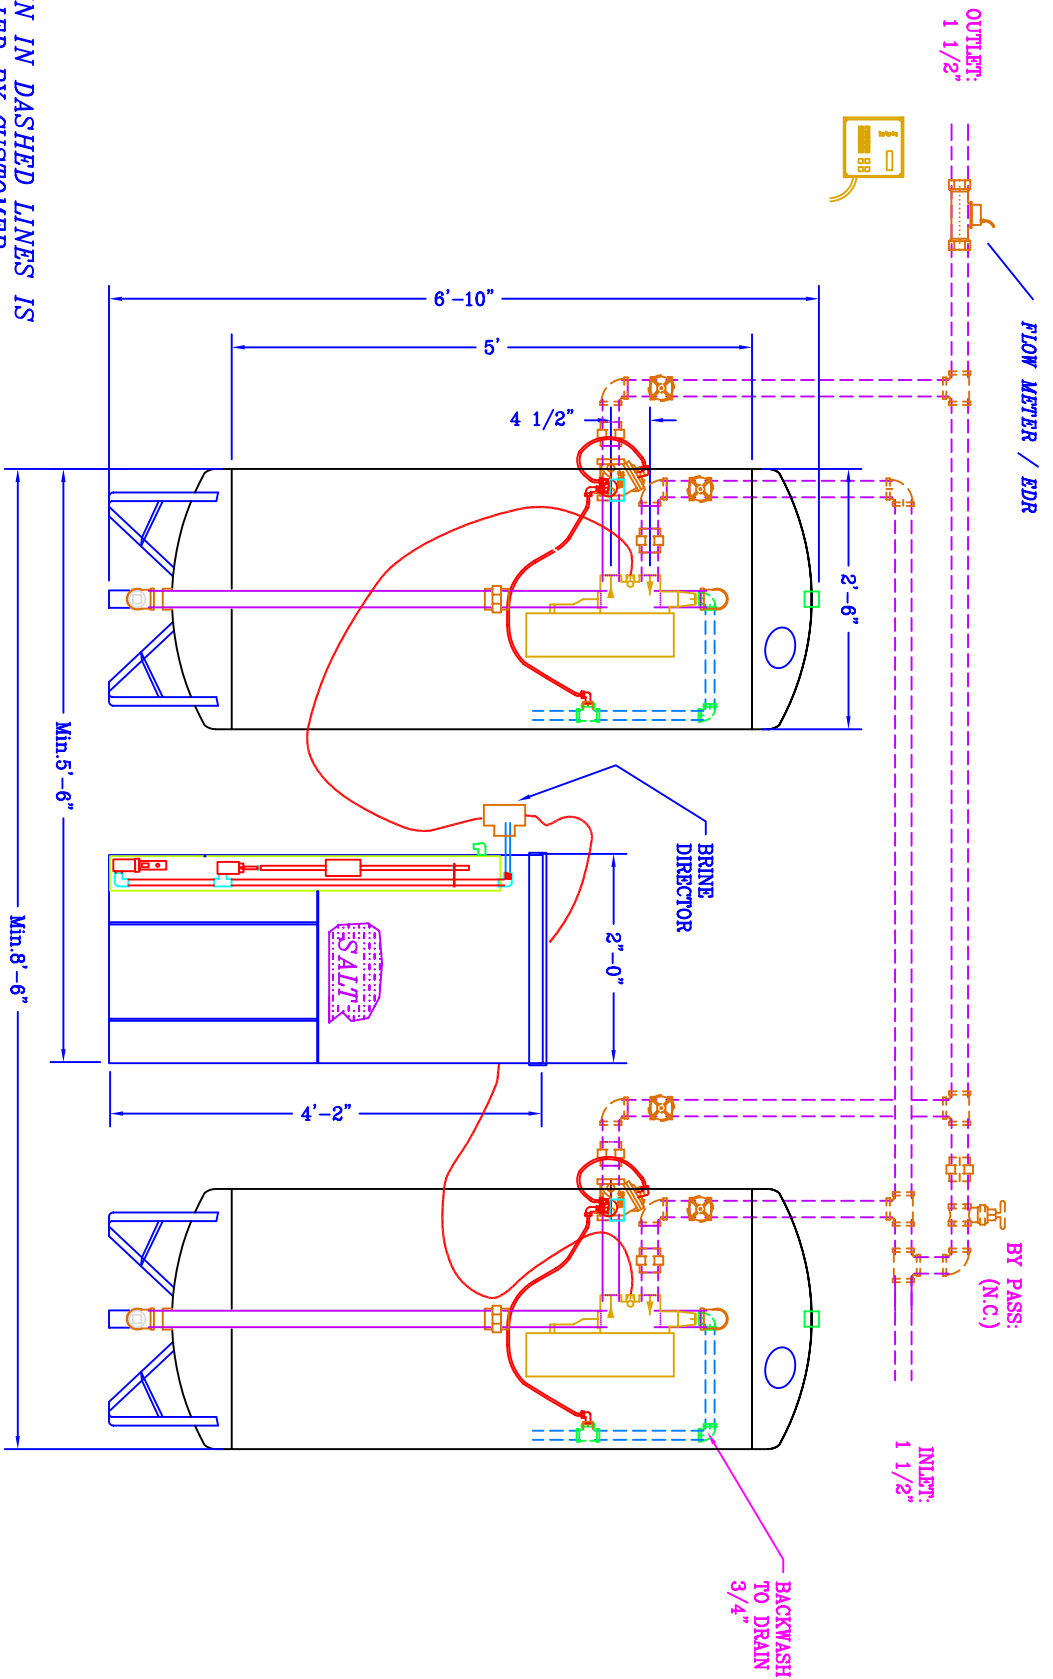 OUTLET:
1 1/2"
FLOW METER / EDR
BY PASS:
(N.C.)
INLET:
1 1/2"
BACKWASH
TO DRAIN
3/4"
6'-10"
5'
4 1/2"
2'-6"
BRINE
DIRECTOR
2"-0"
SALT
4'-2"
Min.5'-6"
Min.8'-6"
N IN DASHED LINES IS
BY CUSTOMER